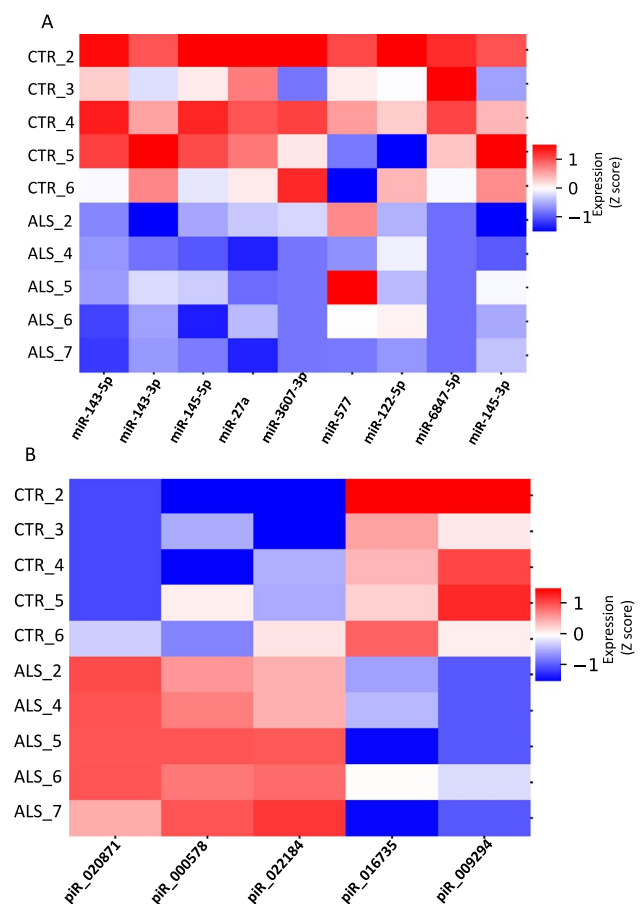 A
CTR_2
CTR_3
CTR_4
CTR_5
CTR_6
ALS_2
ALS_4
ALS_5
ALS_6
ALS_7
miR-143-5p
miR-143-3p
miR-145-5p
miR-27a
miR-3607-3p
miR-577
miR-122-5p
miR-6847-5p
miR-145-3p
1
0
−1
Expression
(Z score)
B
CTR_2
CTR_3
CTR_4
CTR_5
CTR_6
ALS_2
ALS_4
ALS_5
ALS_6
ALS_7
piR_020871
piR_000578
piR_022184
piR_016735
piR_009294
1
0
−1
Expression
(Z score)